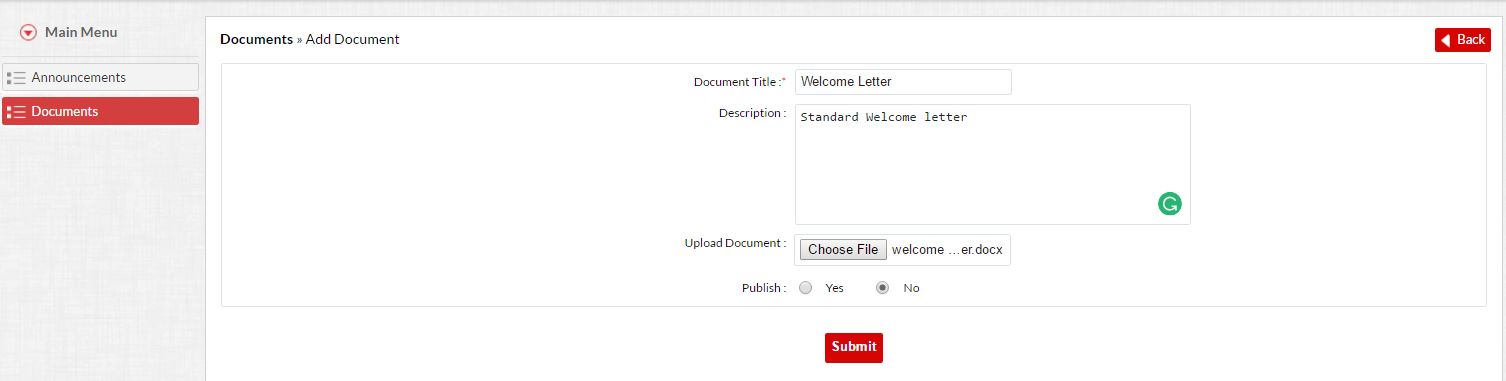 Main Menu
Announcements
Documents
Documents » Add Document
Back
Document Title :* Welcome Letter
Description : Standard Welcome letter
Upload Document : Choose File welcome ...er.docx
Publish : Yes No
Submit